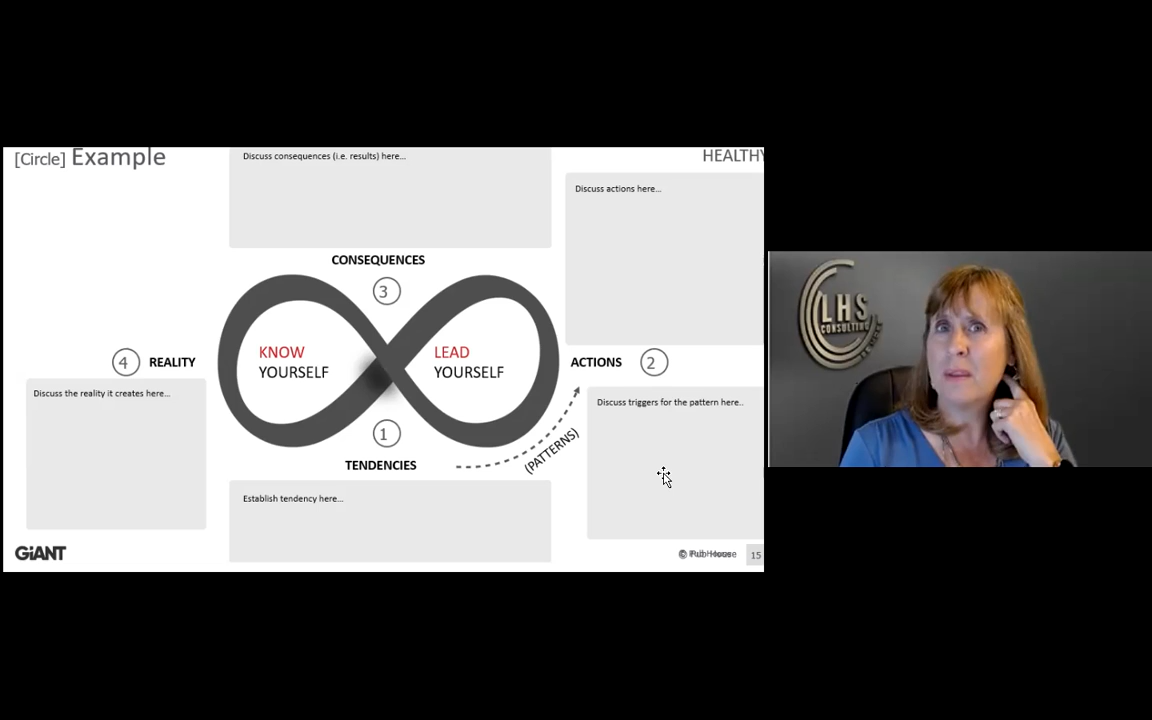 [Circle] Example
Discuss consequences (i.e. results) here...
HEALTHY
Discuss actions here...
CONSEQUENCES
3
KNOW
YOURSELF
LEAD
YOURSELF
4 REALITY
ACTIONS 2
Discuss the reality it creates here...
Discuss triggers for the pattern here..
1
TENDENCIES
(PATTERNS)
Establish tendency here...
GiANT
©
15
LHS
CONSULTING